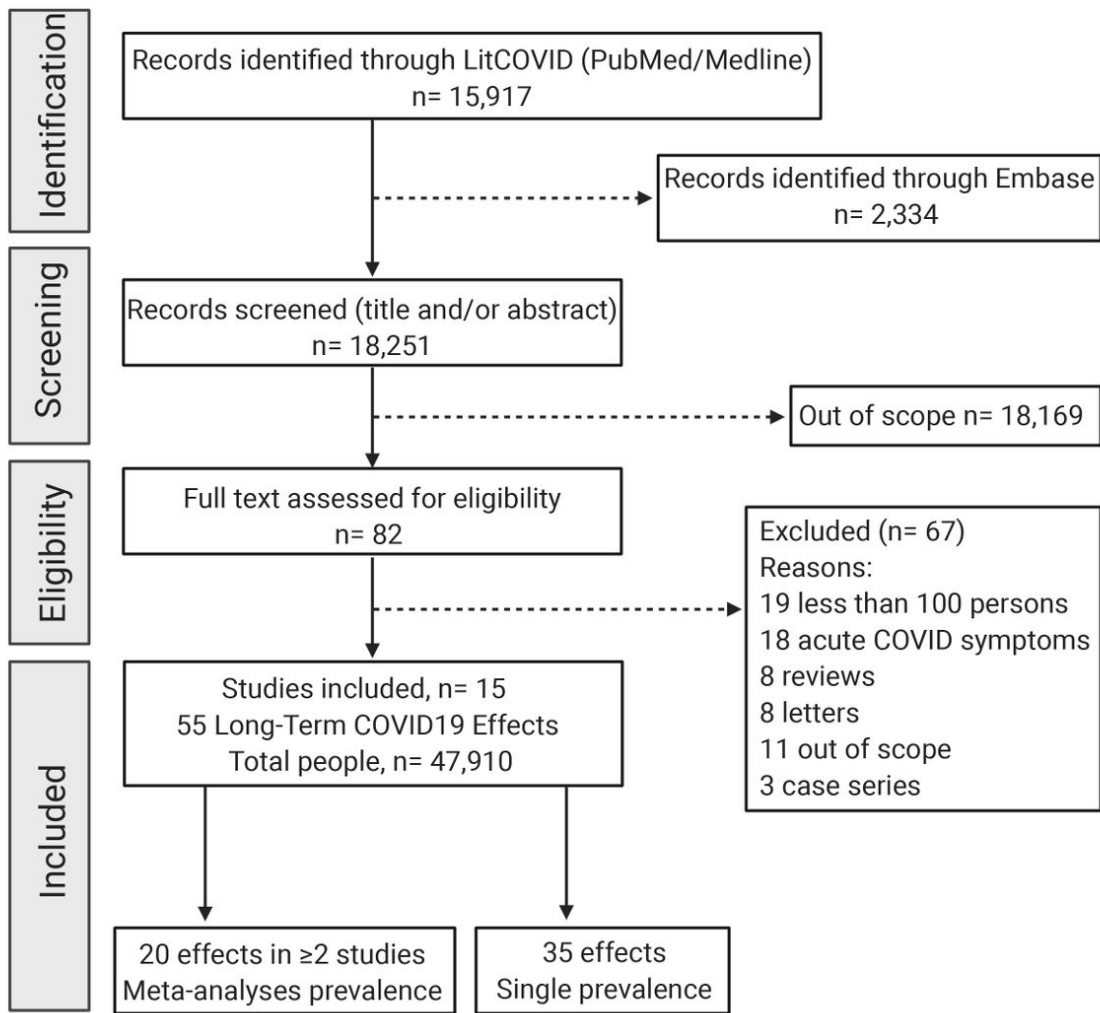 Identification
Records identified through LitCOVID (PubMed/Medline)
n= 15,917
Records identified through Embase
n= 2,334
Screening
Records screened (title and/or abstract)
n= 18,251
Out of scope n= 18,169
Eligibility
Full text assessed for eligibility
n= 82
Excluded (n= 67)
Reasons:
19 less than 100 persons
18 acute COVID symptoms
8 reviews
8 letters
11 out of scope
3 case series
Included
Studies included, n= 15
55 Long-Term COVID19 Effects
Total people, n= 47,910
20 effects in ≥2 studies
Meta-analyses prevalence
35 effects
Single prevalence